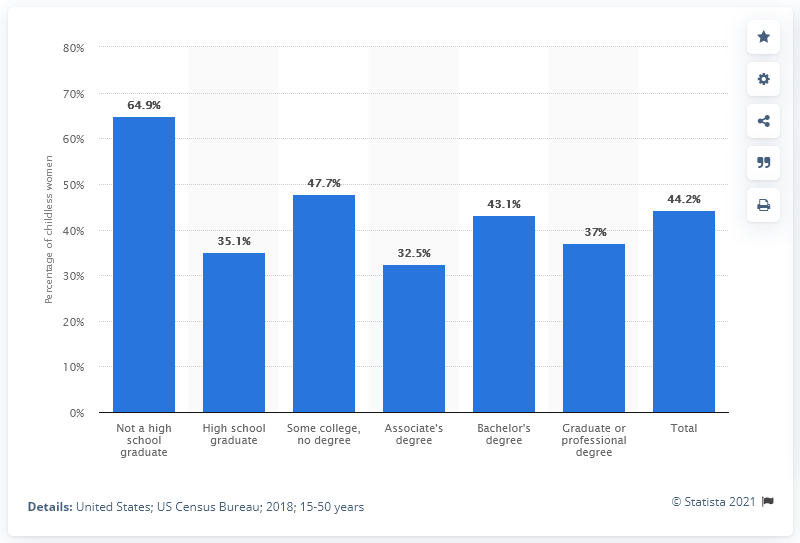 80%
70%
60%
50%
40%
30%
20%
10%
0%
Percentage of childless women
64.9%
35.1%
47.7%
32.5%
43.1%
37%
44.2%
Not a high
school
graduate
High school
graduate
Some college,
no degree
Associate's
degree
Bachelor's
degree
Graduate or
professional
degree
Total
Details: United States; US Census Bureau; 2018; 15-50 years
© Statista 2021